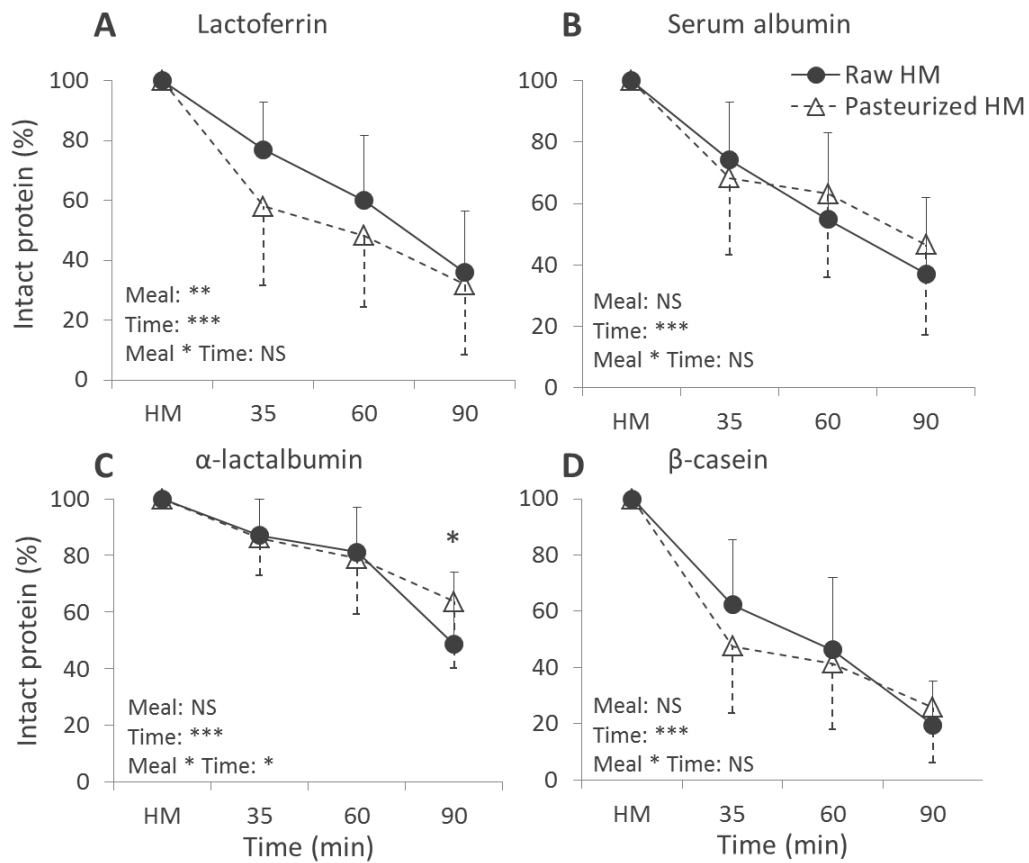 A Lactoferrin
Intact protein (%)
100
80
60
40
20
0
Meal: **
Time: ***
Meal * Time: NS
HM 35 60 90
B Serum albumin
Raw HM
Pasteurized HM
100
80
60
40
20
0
Meal: NS
Time: ***
Meal * Time: NS
HM 35 60 90
C α-lactalbumin
Intact protein (%)
100
80
60
40
20
0
*
Meal: NS
Time: ***
Meal * Time: *
HM 35 60 90
Time (min)
D β-casein
100
80
60
40
20
0
Meal: NS
Time: ***
Meal * Time: NS
HM 35 60 90
Time (min)